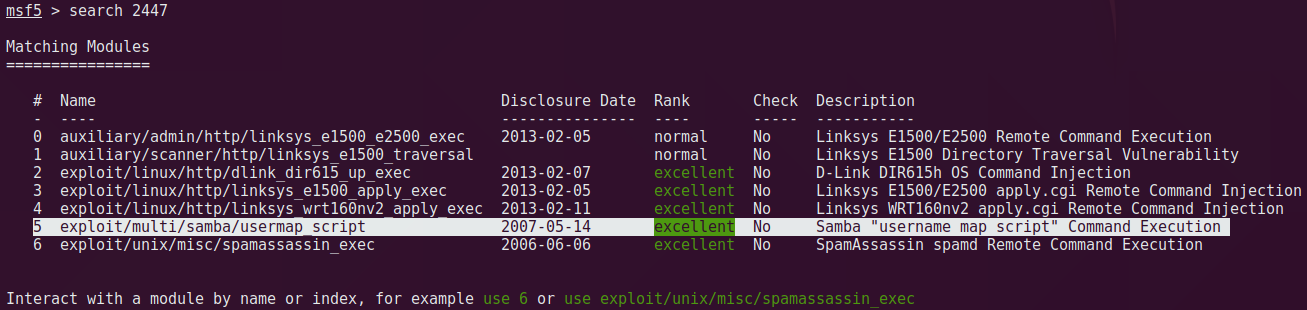 msf5 > search 2447
Matching Modules
================
# Name Disclosure Date Rank Check Description
- ---- --------------- ---- ----- -----------
0 auxiliary/admin/http/linksys_e1500_e2500_exec 2013-02-05 normal No Linksys E1500/E2500 Remote Command Execution
1 auxiliary/scanner/http/linksys_e1500_traversal normal No Linksys E1500 Directory Traversal Vulnerability
2 exploit/linux/http/dlink_dir615_up_exec 2013-02-07 excellent No D-Link DIR615h OS Command Injection
3 exploit/linux/http/linksys_e1500_apply_exec 2013-02-05 excellent No Linksys E1500/E2500 apply.cgi Remote Command Injection
4 exploit/linux/http/linksys_wrt160nv2_apply_exec 2013-02-11 excellent No Linksys WRT160nv2 apply.cgi Remote Command Injection
5 exploit/multi/samba/usermap_script 2007-05-14 excellent No Samba "username map script" Command Execution
6 exploit/unix/misc/spamassassin_exec 2006-06-06 excellent No SpamAssassin spamd Remote Command Execution
Interact with a module by name or index, for example use 6 or use exploit/unix/misc/spamassassin_exec